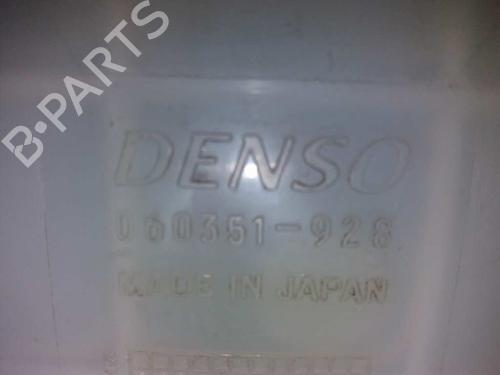 B-PARTS
DENSO
060351-928
MADE IN JAPAN